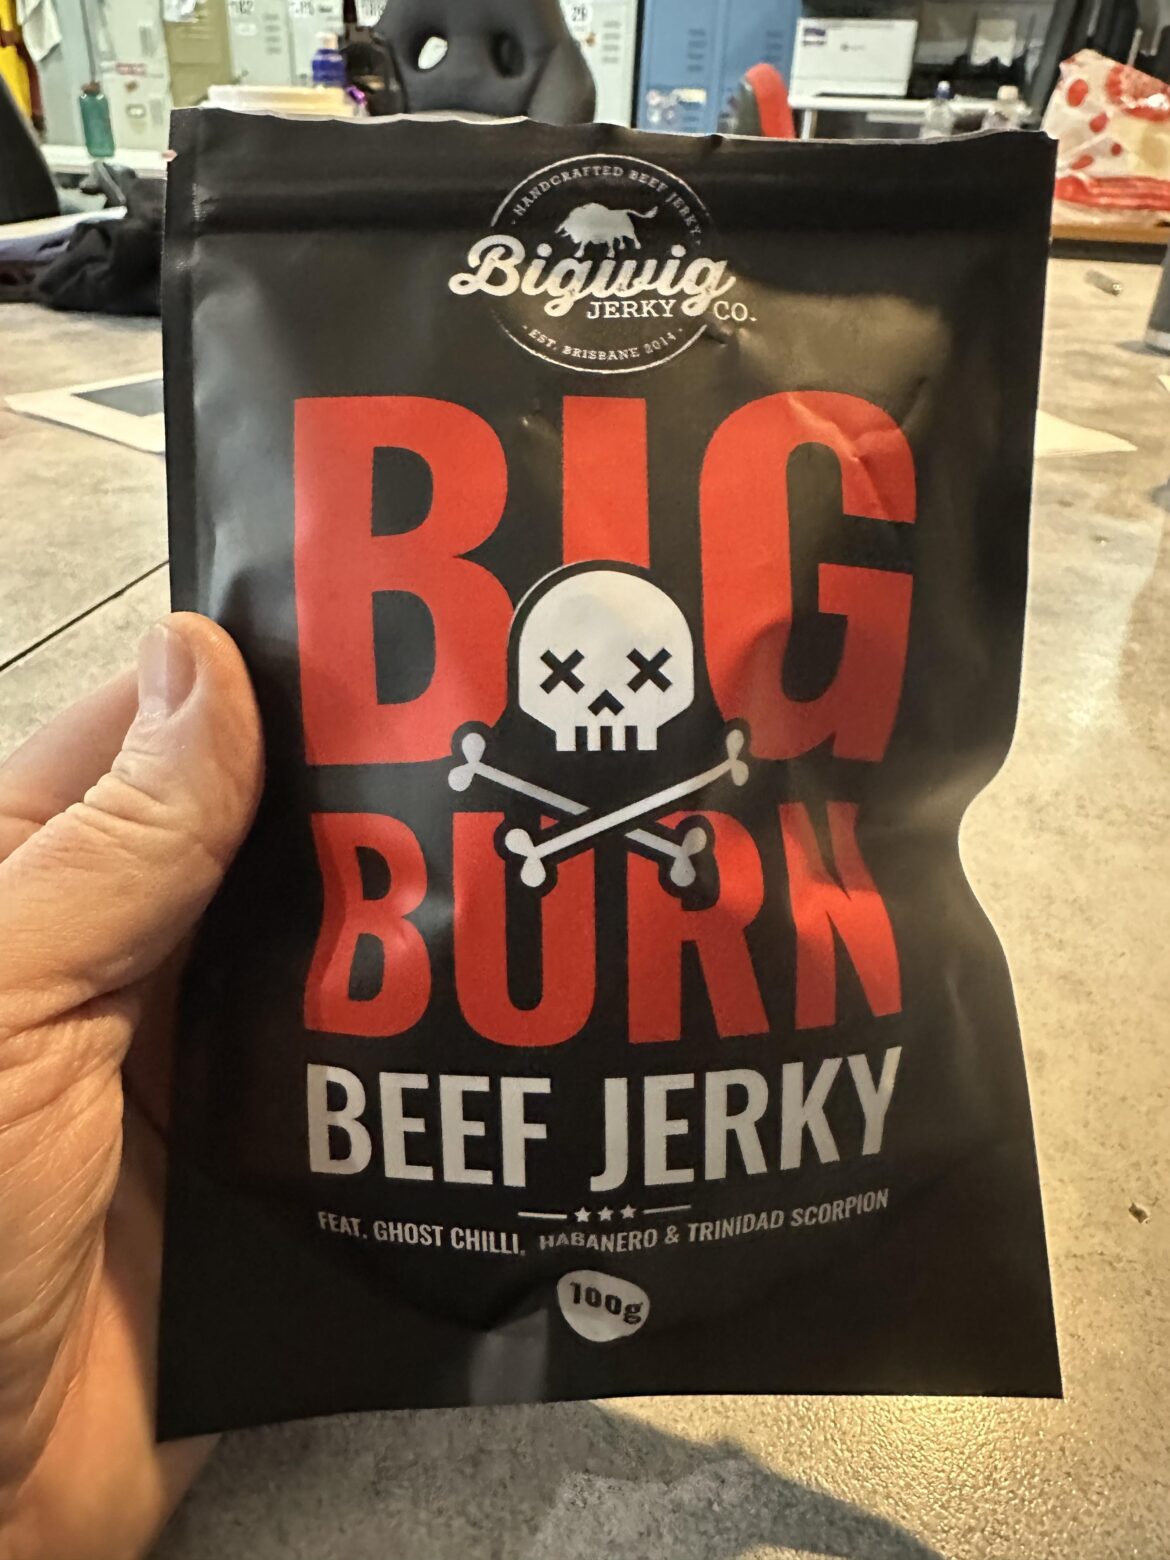 HANDCRAFTED BEEF JERKY
Bigwig
JERKY CO.
- EST. BRISBANE 2014 -
BIG
BURN
BEEF JERKY
FEAT. GHOST CHILLI, HABANERO & TRINIDAD SCORPION
100g